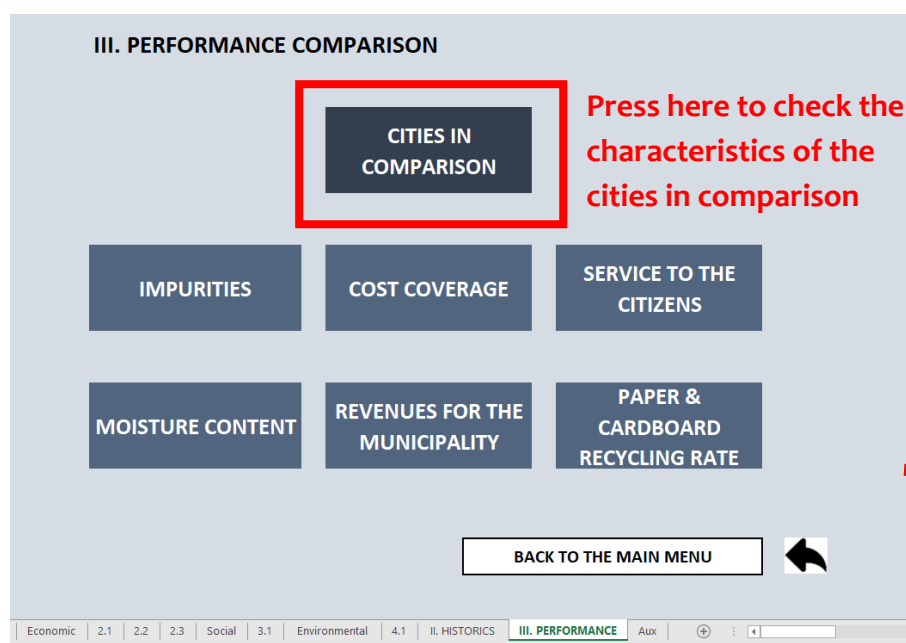 III. PERFORMANCE COMPARISON
CITIES IN
COMPARISON
Press here to check the
characteristics of the
cities in comparison
IMPURITIES
COST COVERAGE
SERVICE TO THE
CITIZENS
MOISTURE CONTENT
REVENUES FOR THE
MUNICIPALITY
PAPER &
CARDBOARD
RECYCLING RATE
BACK TO THE MAIN MENU
Economic 2.1 2.2 2.3 Social 3.1 Environmental 4.1 II. HISTORICS III. PERFORMANCE Aux